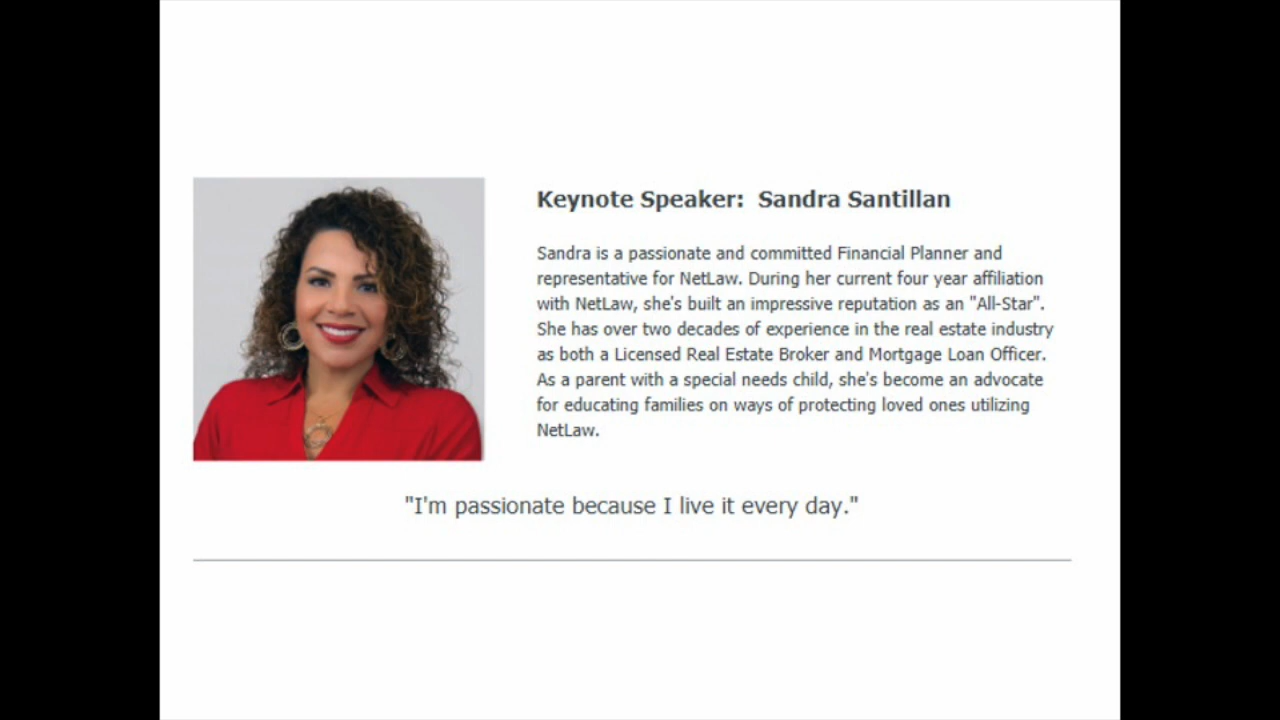 Keynote Speaker: Sandra Santillan
Sandra is a passionate and committed Financial Planner and
representative for NetLaw. During her current four year affiliation
with NetLaw, she's built an impressive reputation as an "All-Star".
She has over two decades of experience in the real estate industry
as both a Licensed Real Estate Broker and Mortgage Loan Officer.
As a parent with a special needs child, she's become an advocate
for educating families on ways of protecting loved ones utilizing
NetLaw.
"I'm passionate because I live it every day."